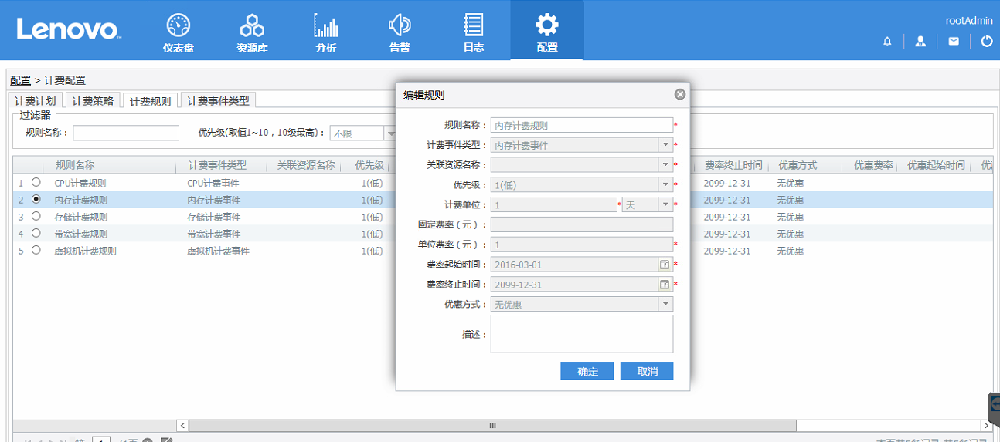 Lenovo
仪表盘
资源库
分析
告警
日志
配置
rootAdmin
配置 > 计费配置
计费计划 计费策略 计费规则 计费事件类型
过滤器
规则名称： 优先级(取值1~10，10级最高)： 不限
规则名称 计费事件类型 关联资源名称 优先级 费率终止时间 优惠方式 优惠费率 优惠起始时间
1 CPU计费规则 CPU计费事件 1(低) 2099-12-31 无优惠
2 内存计费规则 内存计费事件 1(低) 2099-12-31 无优惠
3 存储计费规则 存储计费事件 1(低) 2099-12-31 无优惠
4 带宽计费规则 带宽计费事件 1(低) 2099-12-31 无优惠
5 虚拟机计费规则 虚拟机计费事件 1(低) 2099-12-31 无优惠
编辑规则
规则名称： 内存计费规则 *
计费事件类型： 内存计费事件 *
关联资源名称： *
优先级： 1(低) *
计费单位： 1 * 天 *
固定费率（元）：
单位费率（元）： 1 *
费率起始时间： 2016-03-01 *
费率终止时间： 2099-12-31 *
优惠方式： 无优惠
描述：
确定 取消